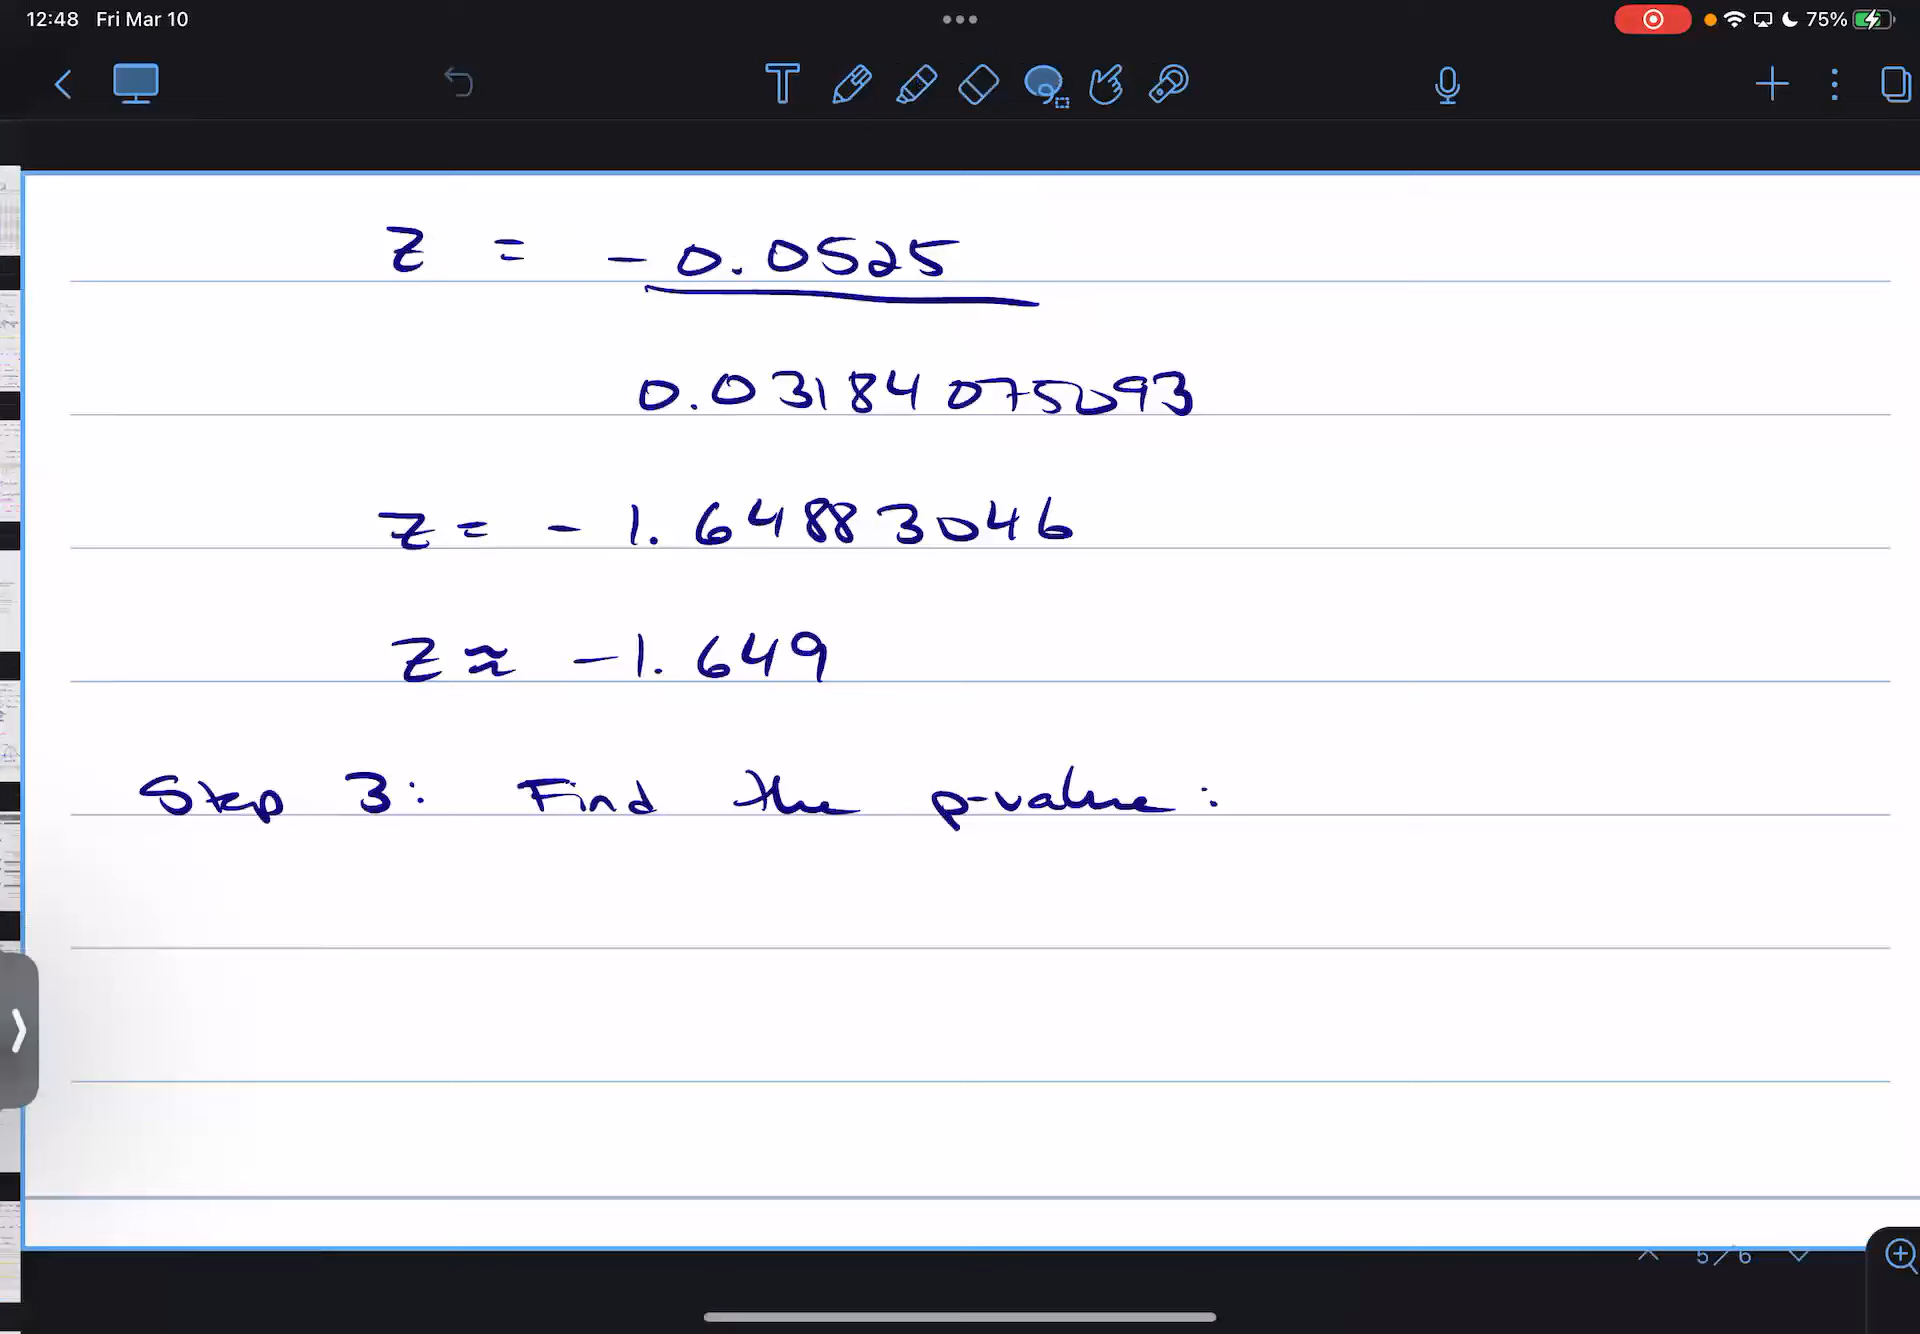 12:48 Fri Mar 10
75%
z = -0.0525
0.03184075093
z = -1.64883046
z ≈ -1.649
Step 3: Find the p-value:
5/6